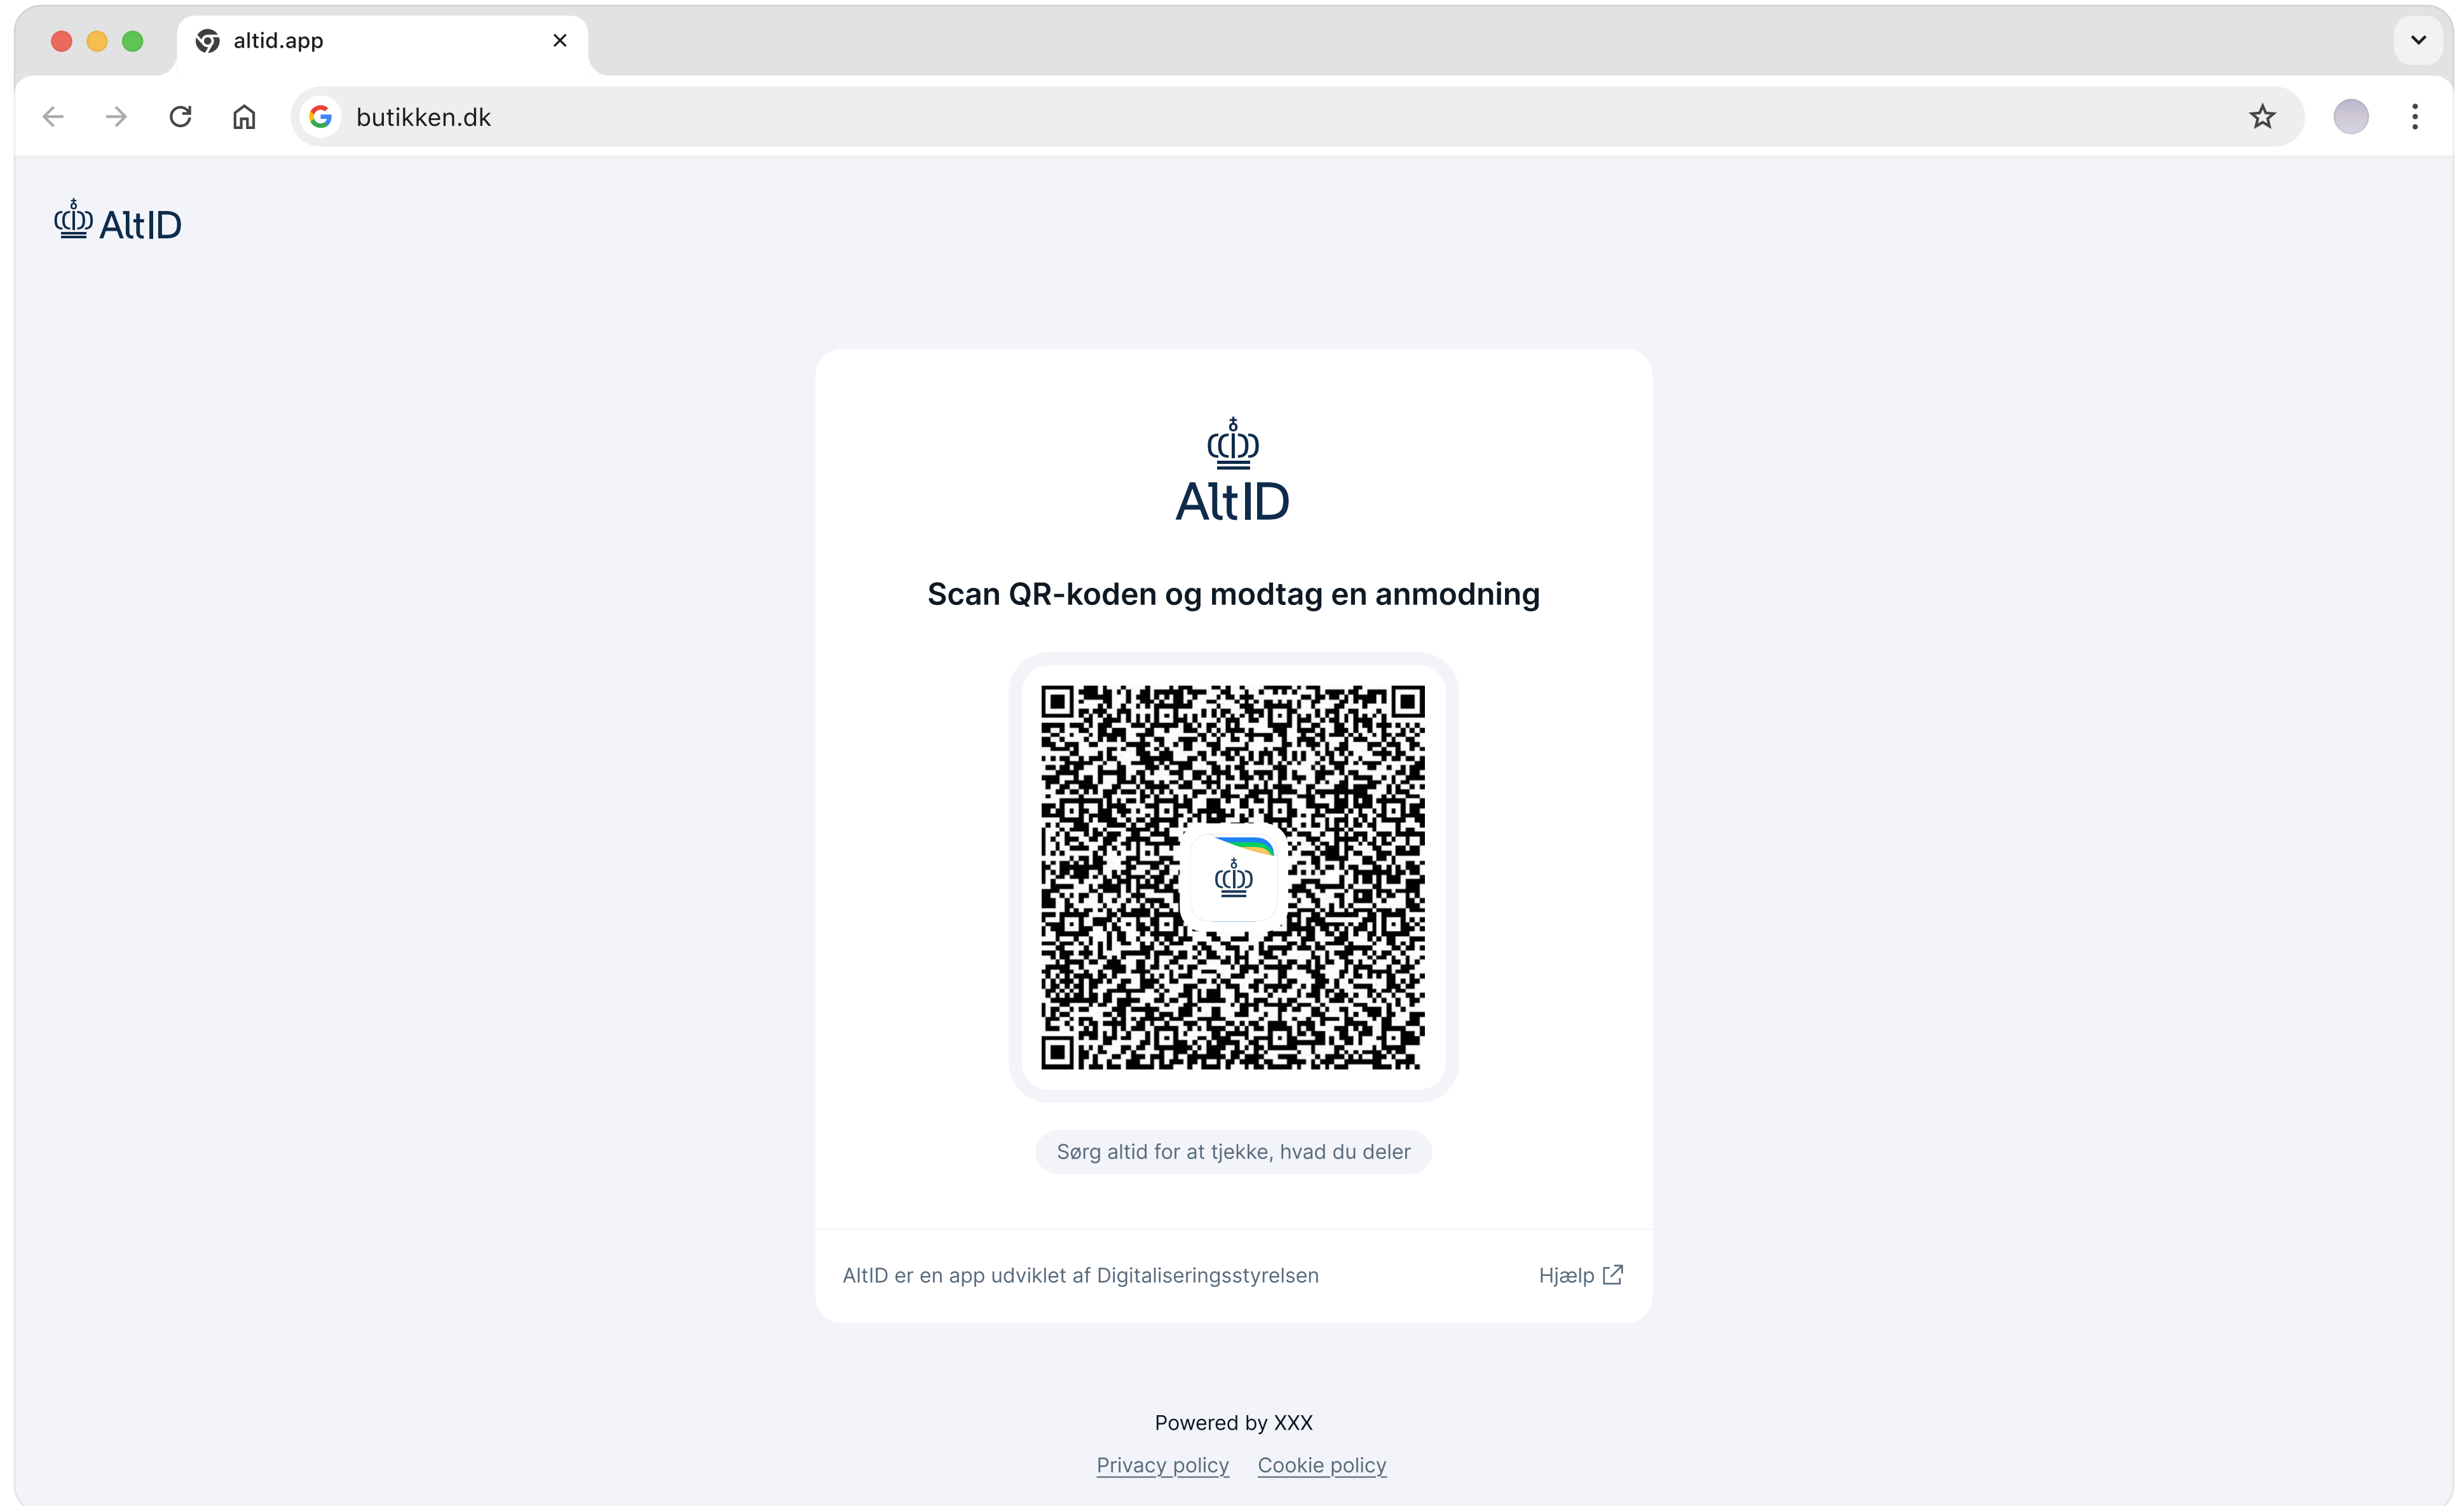 altid.app
butikken.dk
AltID
AltID
Scan QR-koden og modtag en anmodning
Sørg altid for at tjekke, hvad du deler
AltID er en app udviklet af Digitaliseringsstyrelsen
Hjælp
Powered by XXX
Privacy policy Cookie policy